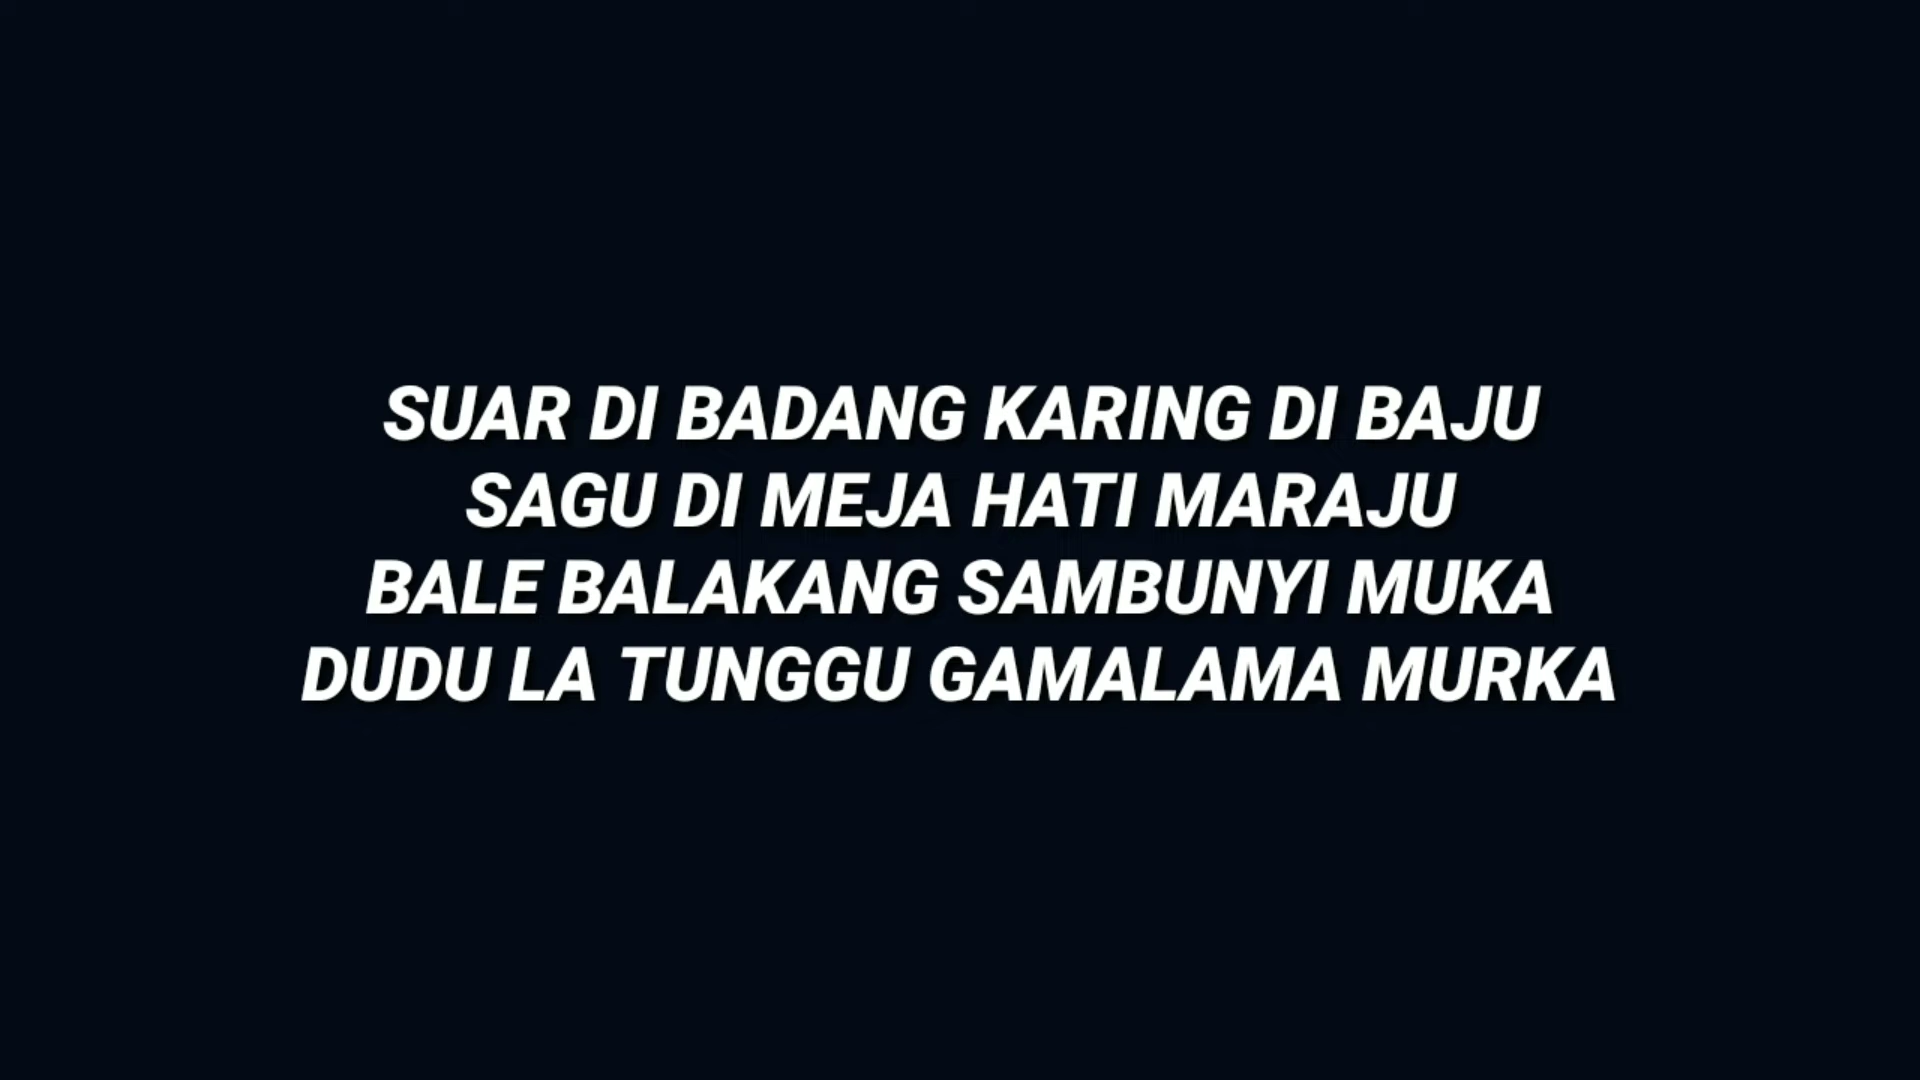 SUAR DI BADANG KARING DI BAJU
SAGU DI MEJA HATI MARAJU
BALE BALAKANG SAMBUNYI MUKA
DUDU LA TUNGGU GAMALAMA MURKA